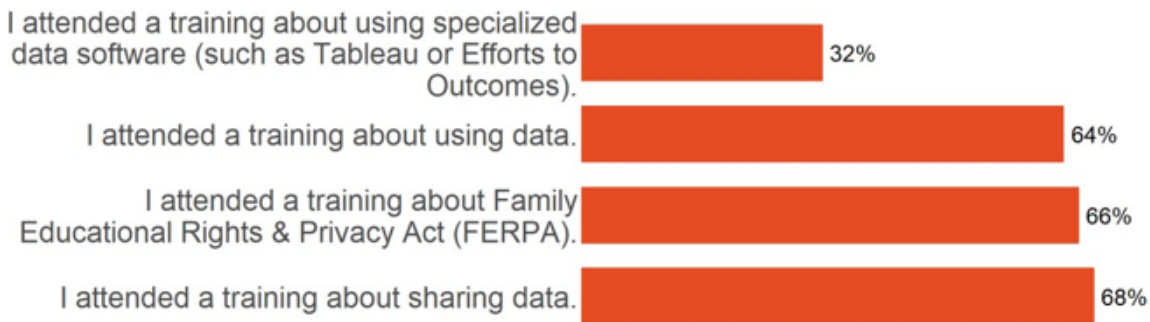 I attended a training about using specialized
data software (such as Tableau or Efforts to
Outcomes).
32%
I attended a training about using data.
64%
I attended a training about Family
Educational Rights & Privacy Act (FERPA).
66%
I attended a training about sharing data.
68%